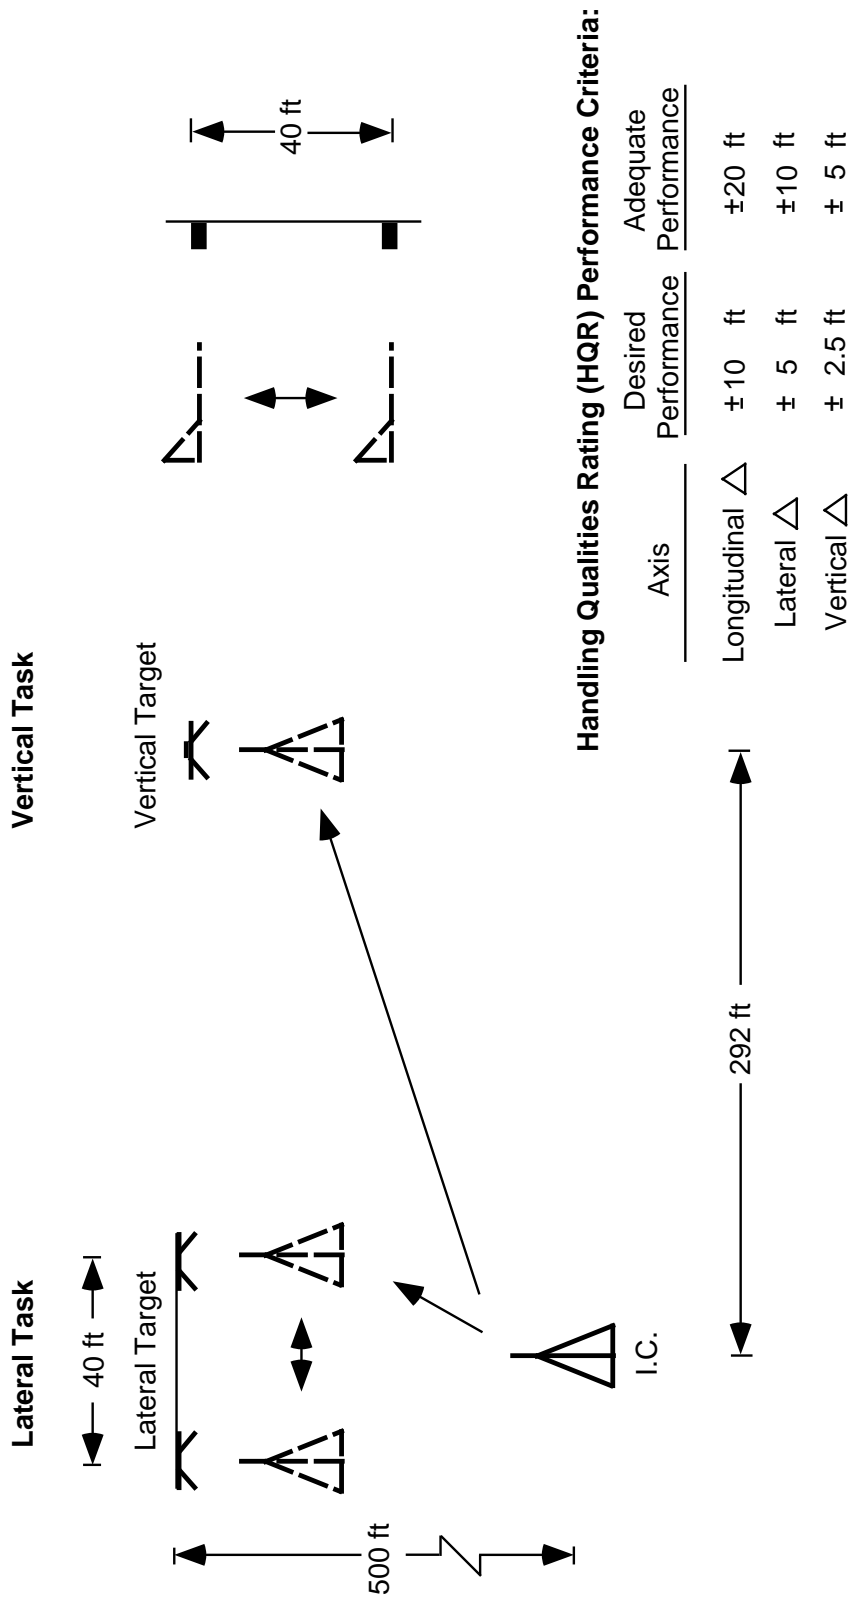 Lateral Task
Vertical Task
40 ft
Lateral Target
Vertical Target
40 ft
500 ft
I.C.
292 ft
Handling Qualities Rating (HQR) Performance Criteria:
Axis Desired Performance Adequate Performance
Longitudinal △ ±10 ft ±20 ft
Lateral △ ± 5 ft ±10 ft
Vertical △ ± 2.5 ft ± 5 ft